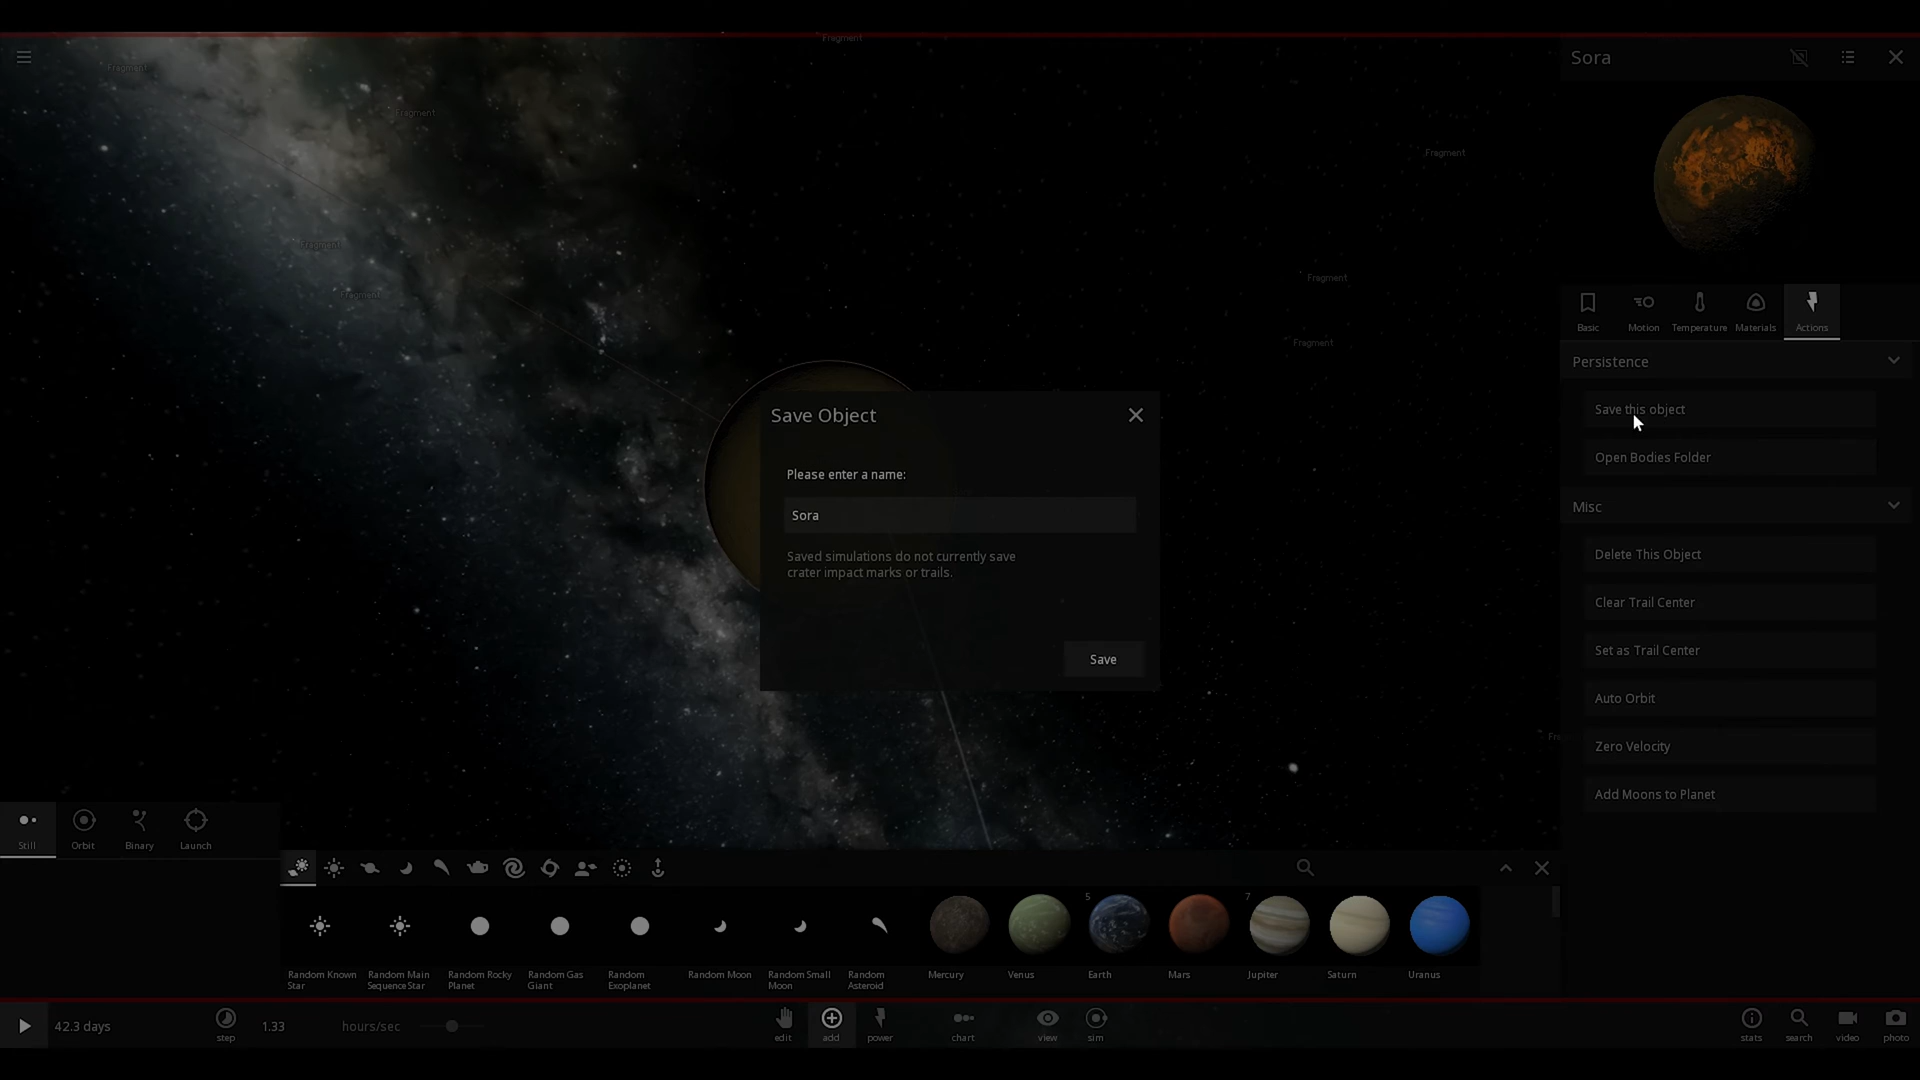 Fragment
Fragment
Fragment
Fragment
Fragment
Fragment
Fragment
Fragment
Sora
Basic
Motion
Temperature
Materials
Actions
Persistence
Save this object
Open Bodies Folder
Misc
Delete This Object
Clear Trail Center
Set as Trail Center
Auto Orbit
Zero Velocity
Add Moons to Planet
Save Object
Please enter a name:
Sora
Saved simulations do not currently save
crater impact marks or trails.
Save
Still
Orbit
Binary
Launch
5
7
Random Known
Star
Random Main
Sequence Star
Random Rocky
Planet
Random Gas
Giant
Random
Exoplanet
Random Moon
Random Small
Moon
Random
Asteroid
Mercury
Venus
Earth
Mars
Jupiter
Saturn
Uranus
42.3 days
step
1.33
hours/sec
edit
add
power
chart
view
sim
stats
search
video
photo